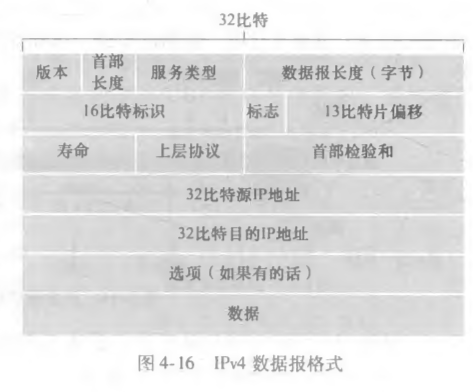 32比特
版本 首部长度 服务类型 数据报长度(字节)
16比特标识 标志 13比特片偏移
寿命 上层协议 首部检验和
32比特源IP地址
32比特目的IP地址
选项(如果有的话)
数据
图 4-16 IPv4 数据报格式